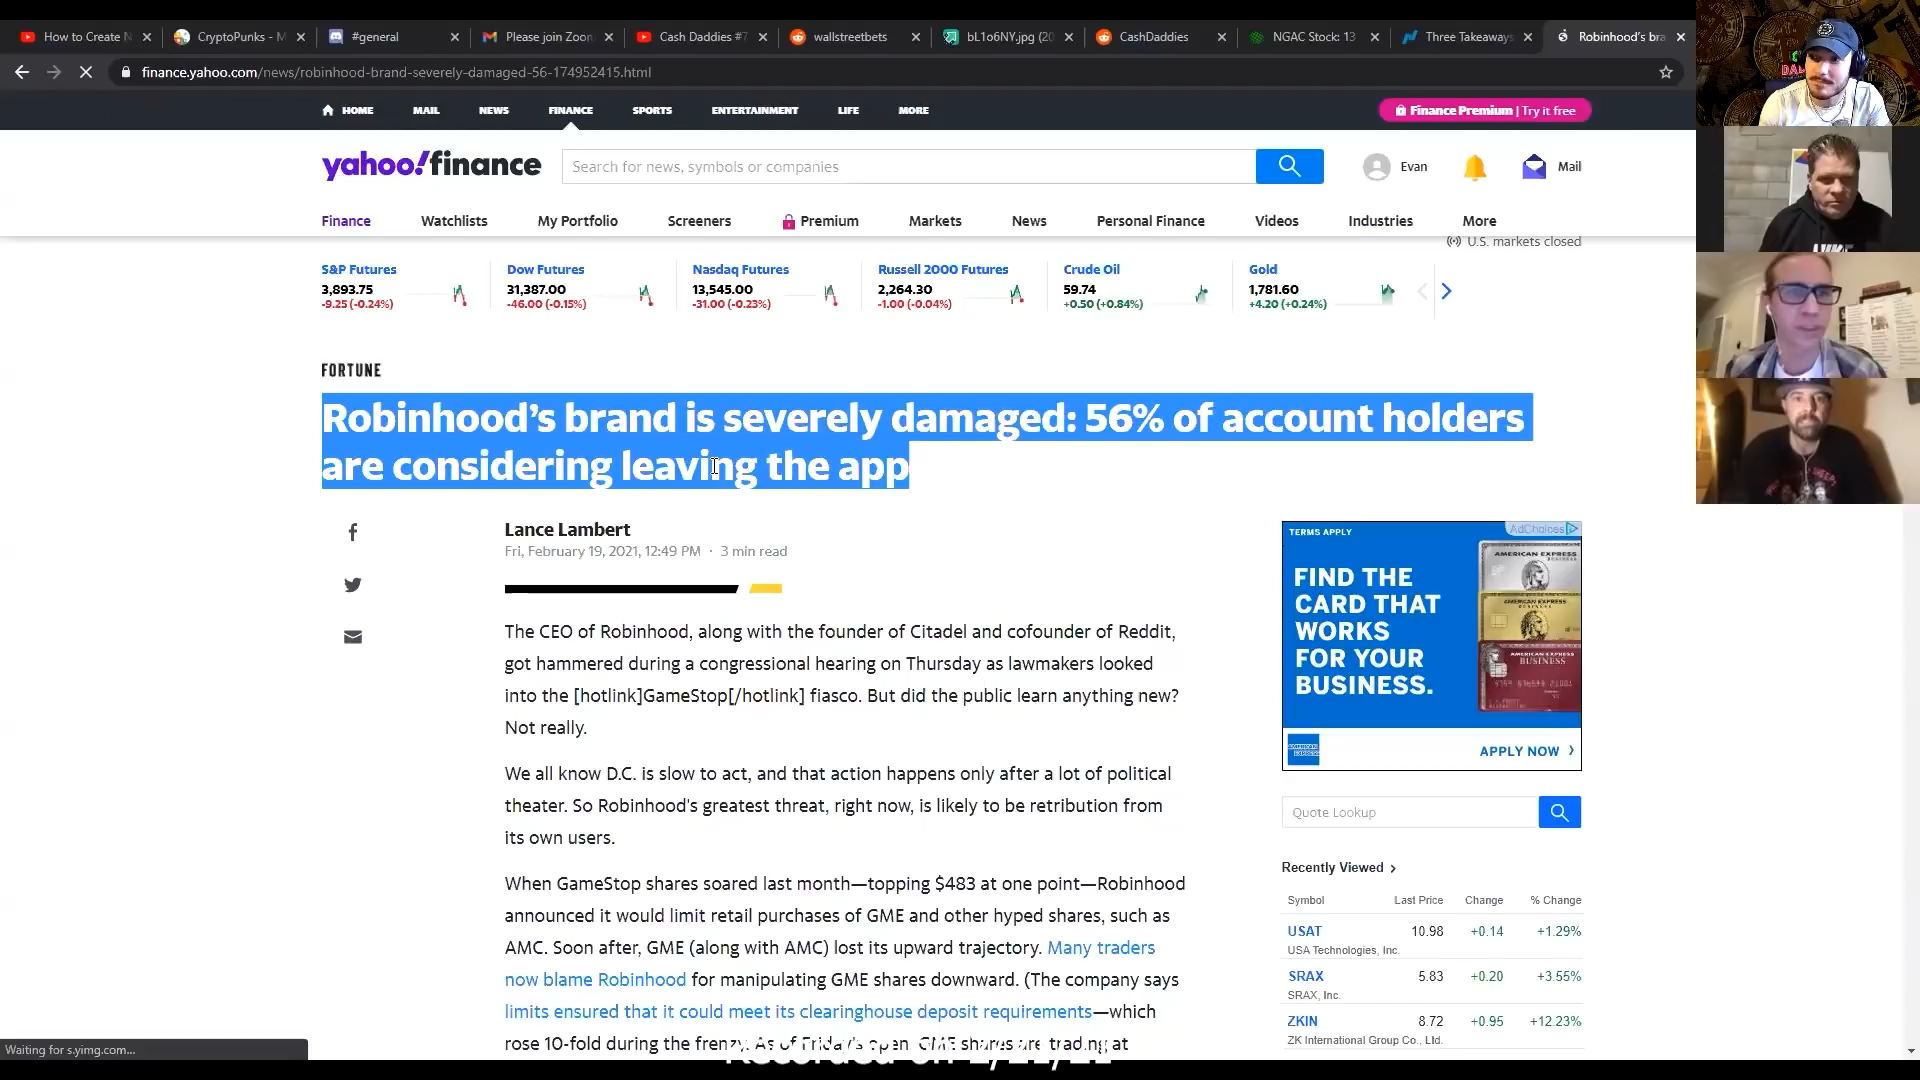 How to Create N
CryptoPunks - M
#general
Please join Zoon
Cash Daddies #7
wallstreetbets
bL1o6NY.jpg (20
CashDaddies
NGAC Stock: 13
Three Takeaways
Robinhood's bra
finance.yahoo.com/news/robinhood-brand-severely-damaged-56-174952415.html
HOME MAIL NEWS FINANCE SPORTS ENTERTAINMENT LIFE MORE
Finance Premium | Try it free
yahoo!finance
Search for news, symbols or companies
Evan
Mail
Finance Watchlists My Portfolio Screeners Premium Markets News Personal Finance Videos Industries More
U.S. markets closed
S&P Futures
3,893.75
-9.25 (-0.24%)
Dow Futures
31,387.00
-46.00 (-0.15%)
Nasdaq Futures
13,545.00
-31.00 (-0.23%)
Russell 2000 Futures
2,264.30
-1.00 (-0.04%)
Crude Oil
59.74
+0.50 (+0.84%)
Gold
1,781.60
+4.20 (+0.24%)
FORTUNE
Robinhood's brand is severely damaged: 56% of account holders
are considering leaving the app
Lance Lambert
Fri, February 19, 2021, 12:49 PM · 3 min read
The CEO of Robinhood, along with the founder of Citadel and cofounder of Reddit,
got hammered during a congressional hearing on Thursday as lawmakers looked
into the [hotlink]GameStop[/hotlink] fiasco. But did the public learn anything new?
Not really.
We all know D.C. is slow to act, and that action happens only after a lot of political
theater. So Robinhood's greatest threat, right now, is likely to be retribution from
its own users.
When GameStop shares soared last month—topping $483 at one point—Robinhood
announced it would limit retail purchases of GME and other hyped shares, such as
AMC. Soon after, GME (along with AMC) lost its upward trajectory. Many traders
now blame Robinhood for manipulating GME shares downward. (The company says
limits ensured that it could meet its clearinghouse deposit requirements—which
rose 10-fold during the frenzy. As of Friday's open, GME shares are trading at
TERMS APPLY
AdChoices
FIND THE
CARD THAT
WORKS
FOR YOUR
BUSINESS.
AMERICAN EXPRESS
BUSINESS
APPLY NOW
Quote Lookup
Recently Viewed
Symbol Last Price Change % Change
USAT 10.98 +0.14 +1.29%
USA Technologies, Inc.
SRAX 5.83 +0.20 +3.55%
SRAX, Inc.
ZKIN 8.72 +0.95 +12.23%
ZK International Group Co., Ltd.
Waiting for s.yimg.com...
Recorded on